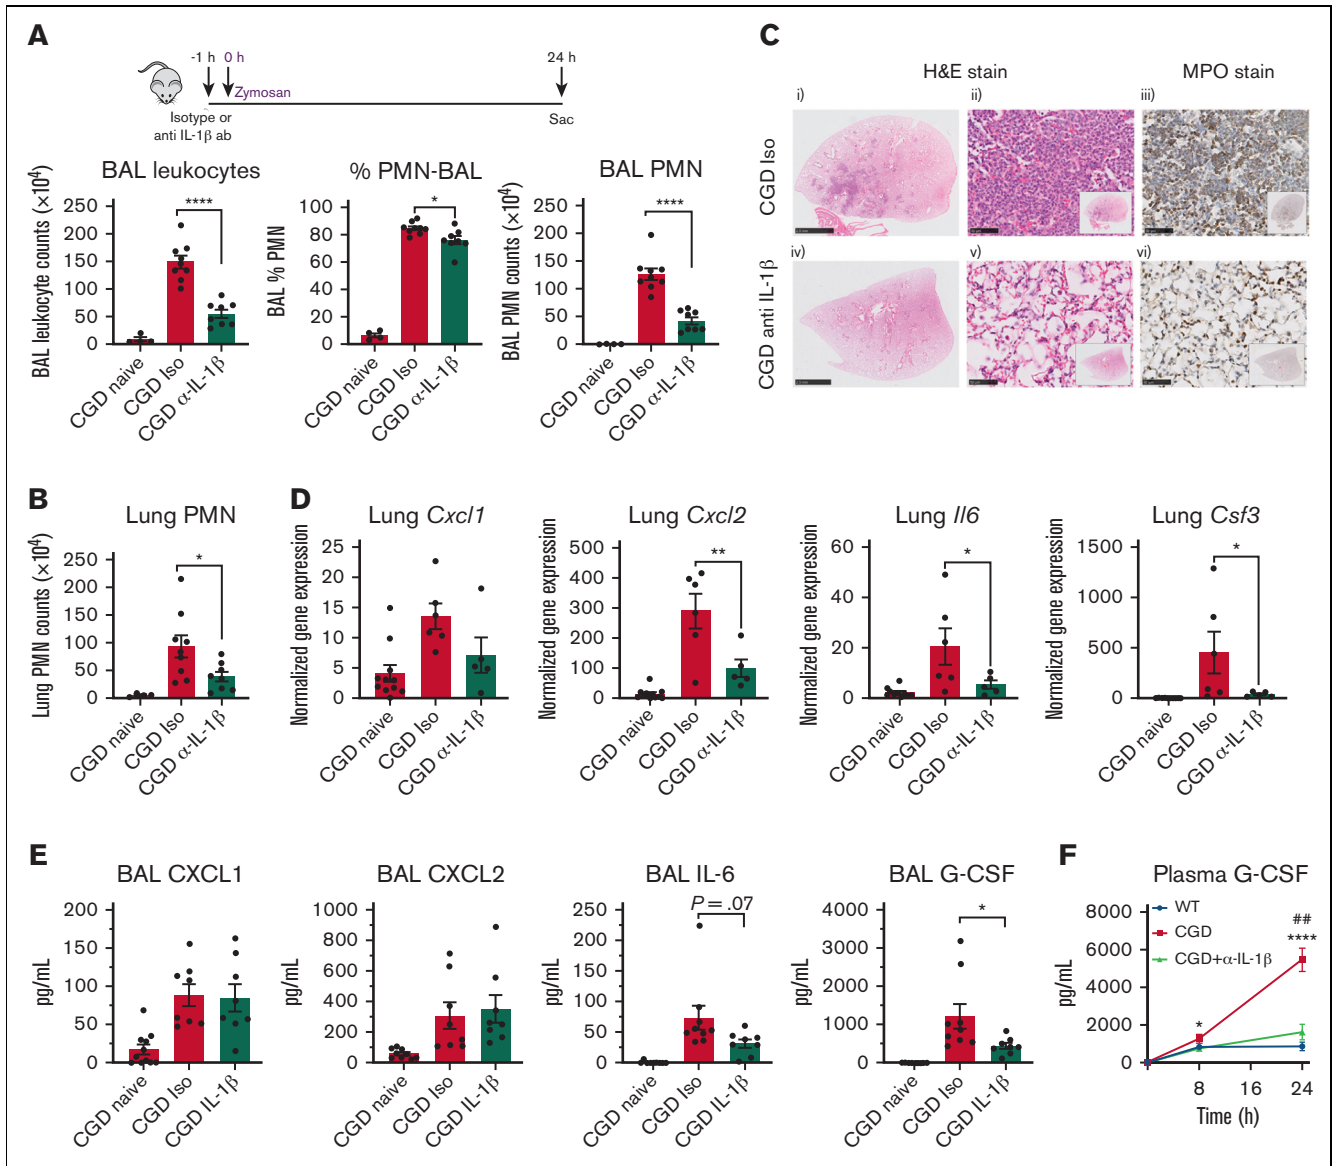 A
-1 h
0 h
24 h
Zymosan
Isotype or
anti IL-1β ab
Sac
BAL leukocytes
BAL leukocyte counts (×10⁴)
250
200
150
100
50
0
****
CGD naive
CGD Iso
CGD α-IL-1β
% PMN-BAL
BAL % PMN
100
80
60
40
20
0
*
CGD naive
CGD Iso
CGD α-IL-1β
BAL PMN
BAL PMN counts (×10⁴)
250
200
150
100
50
0
****
CGD naive
CGD Iso
CGD α-IL-1β
C
H&E stain
MPO stain
i)
ii)
iii)
CGD Iso
iv)
v)
vi)
CGD anti IL-1β
B
Lung PMN
Lung PMN counts (×10⁴)
250
200
150
100
50
0
*
CGD naive
CGD Iso
CGD α-IL-1β
D
Lung Cxcl1
Normalized gene expression
25
20
15
10
5
0
CGD naive
CGD Iso
CGD α-IL-1β
Lung Cxcl2
Normalized gene expression
500
400
300
200
100
0
**
CGD naive
CGD Iso
CGD α-IL-1β
Lung Il6
Normalized gene expression
60
40
20
0
*
CGD naive
CGD Iso
CGD α-IL-1β
Lung Csf3
Normalized gene expression
1500
1000
500
0
*
CGD naive
CGD Iso
CGD α-IL-1β
E
BAL CXCL1
pg/mL
200
150
100
50
0
CGD naive
CGD Iso
CGD IL-1β
BAL CXCL2
pg/mL
1000
800
600
400
200
0
CGD naive
CGD Iso
CGD IL-1β
BAL IL-6
pg/mL
250
200
150
100
50
0
P = .07
CGD naive
CGD Iso
CGD IL-1β
BAL G-CSF
pg/mL
4000
3000
2000
1000
0
*
CGD naive
CGD Iso
CGD IL-1β
F
Plasma G-CSF
pg/mL
8000
6000
4000
2000
0
WT
CGD
CGD+α-IL-1β
##
****
*
8
16
24
Time (h)